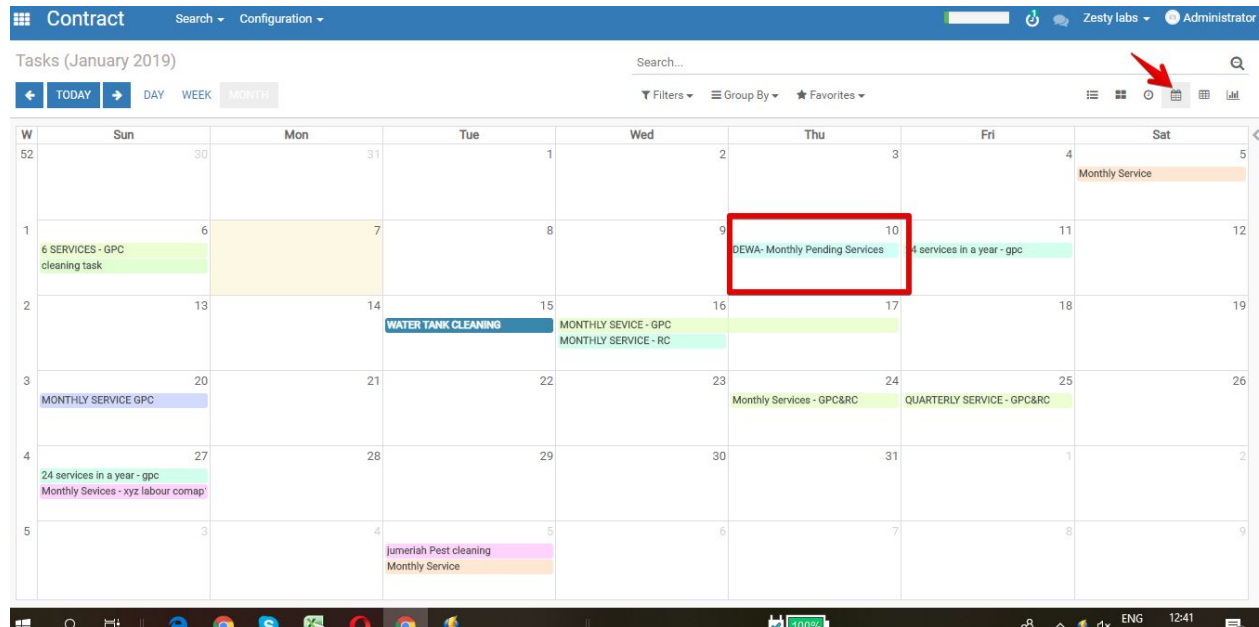 Contract Search Configuration Zesty labs Administrator
Tasks (January 2019) Search...
TODAY DAY WEEK MONTH Filters Group By Favorites
W Sun Mon Tue Wed Thu Fri Sat
52 30 31 1 2 3 4 5
Monthly Service
1 6 7 8 9 10 11 12
6 SERVICES - GPC DEWA- Monthly Pending Services 24 services in a year - gpc
cleaning task
2 13 14 15 16 17 18 19
WATER TANK CLEANING MONTHLY SEVICE - GPC
MONTHLY SERVICE - RC
3 20 21 22 23 24 25 26
MONTHLY SERVICE GPC Monthly Services - GPC&RC QUARTERLY SERVICE - GPC&RC
4 27 28 29 30 31 1 2
24 services in a year - gpc
Monthly Sevices - xyz labour comap
5 3 4 5 6 7 8 9
jumeriah Pest cleaning
Monthly Service
100% ENG 12:41